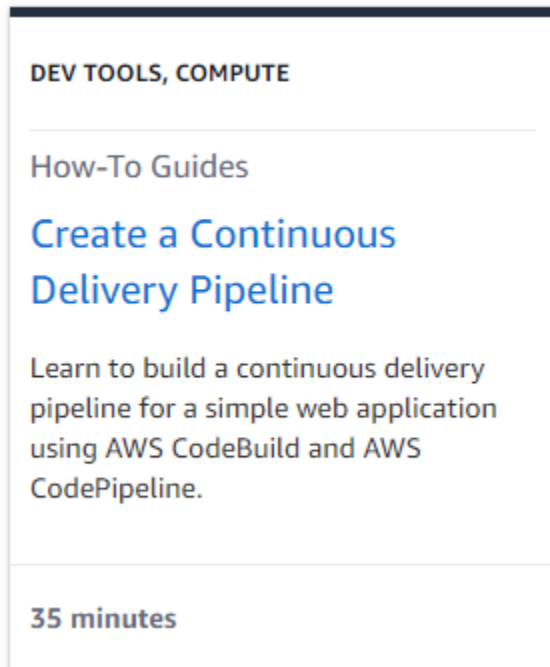 DEV TOOLS, COMPUTE
How-To Guides
Create a Continuous
Delivery Pipeline
Learn to build a continuous delivery
pipeline for a simple web application
using AWS CodeBuild and AWS
CodePipeline.
35 minutes